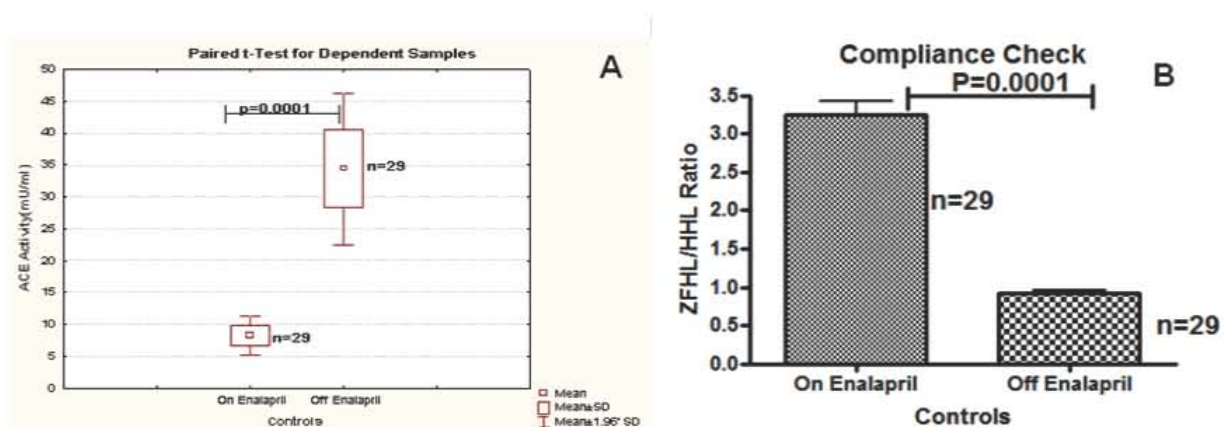 Paired t-Test for Dependent Samples
A
50
45
40
35
30
25
20
15
10
5
0
ACE Activity(mU/ml)
p=0.0001
n=29
n=29
On Enalapril Off Enalapril
Controls
Mean
Mean±SD
Mean±1.96*SD
Compliance Check
B
P=0.0001
3.5
3.0
2.5
2.0
1.5
1.0
0.5
0.0
ZFHL/HHL Ratio
n=29
n=29
On Enalapril Off Enalapril
Controls